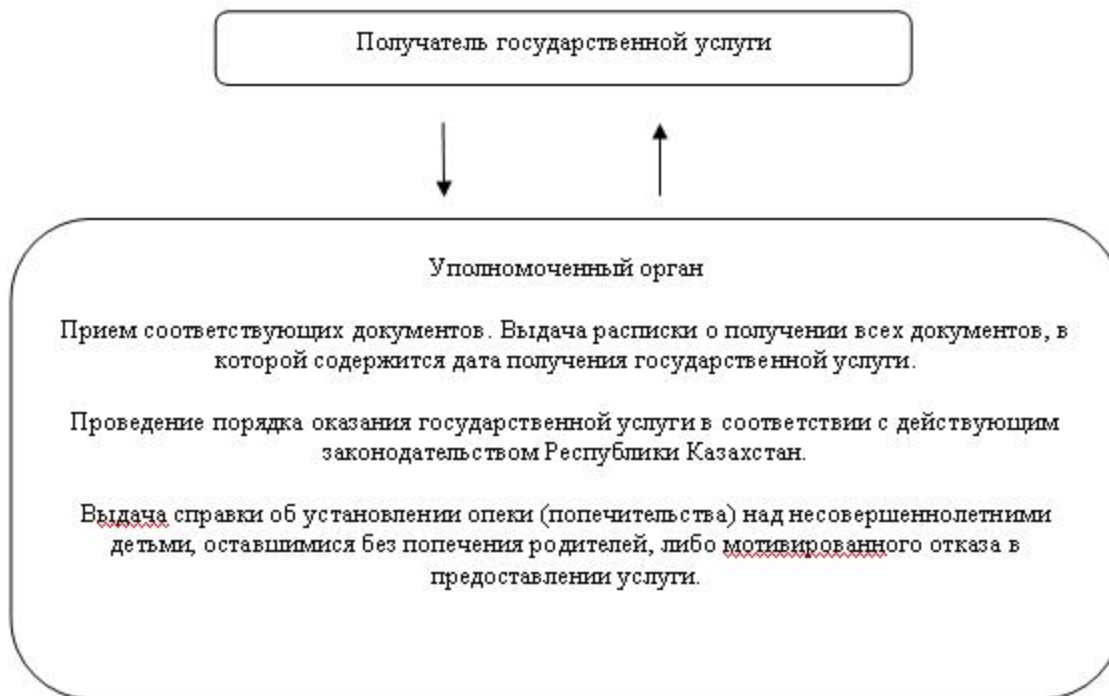 Получатель государственной услуги
Уполномоченный орган
Прием соответствующих документов. Выдача расписки о получении всех документов, в
которой содержится дата получения государственной услуги.
Проведение порядка оказания государственной услуги в соответствии с действующим
законодательством Республики Казахстан.
Выдача справки об установлении опеки (попечительства) над несовершеннолетними
детьми, оставшимися без попечения родителей, либо мотивированного отказа в
предоставлении услуги.